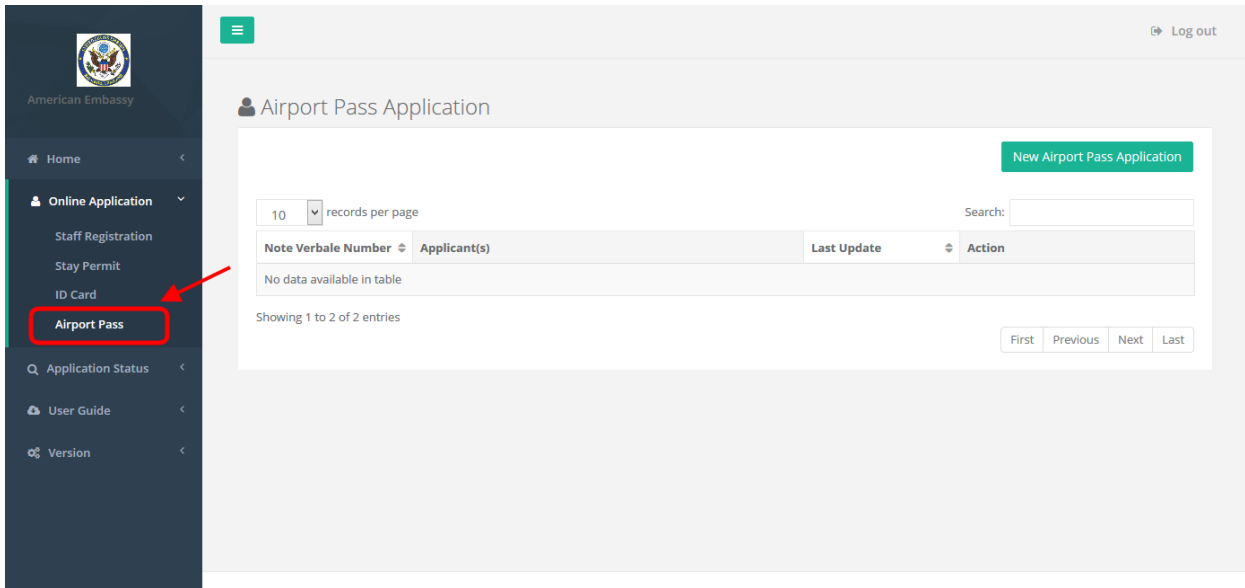 Log out
American Embassy
Airport Pass Application
New Airport Pass Application
Home
Online Application
Staff Registration
Stay Permit
ID Card
Airport Pass
Application Status
User Guide
Version
10 records per page
Search:
Note Verbale Number Applicant(s) Last Update Action
No data available in table
Showing 1 to 2 of 2 entries
First Previous Next Last